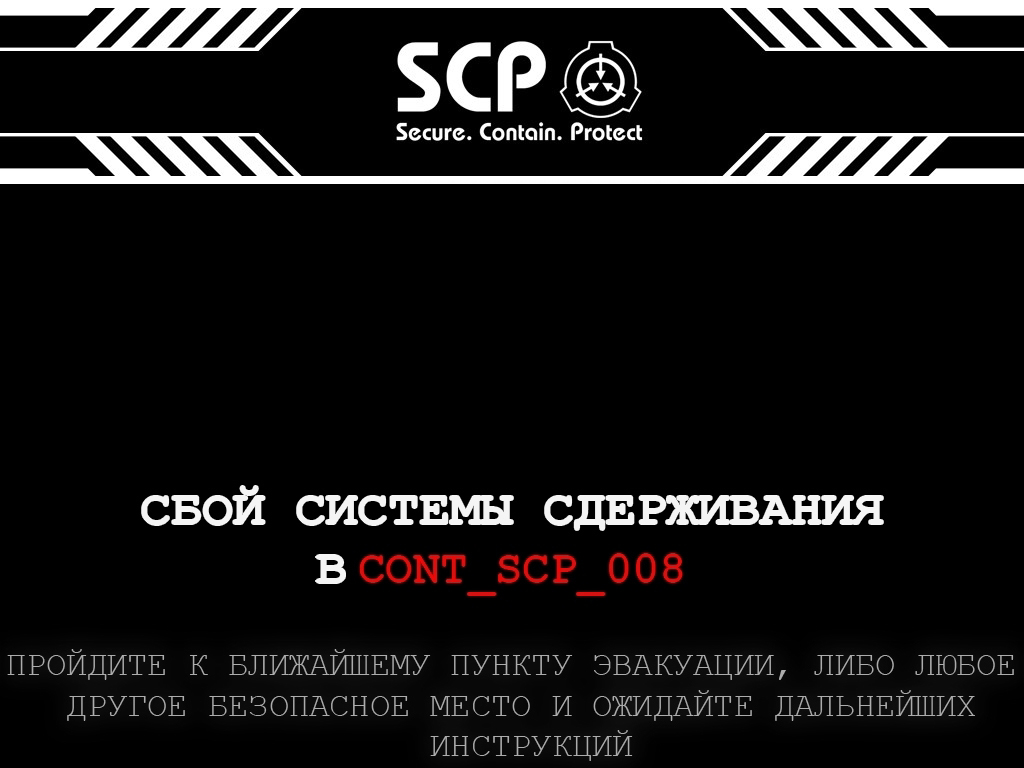 SCP
Secure. Contain. Protect
СБОЙ СИСТЕМЫ СДЕРЖИВАНИЯ
В CONT_SCP_008
ПРОЙДИТЕ К БЛИЖАЙШЕМУ ПУНКТУ ЭВАКУАЦИИ, ЛИБО ЛЮБОЕ
ДРУГОЕ БЕЗОПАСНОЕ МЕСТО И ОЖИДАЙТЕ ДАЛЬНЕЙШИХ
ИНСТРУКЦИЙ